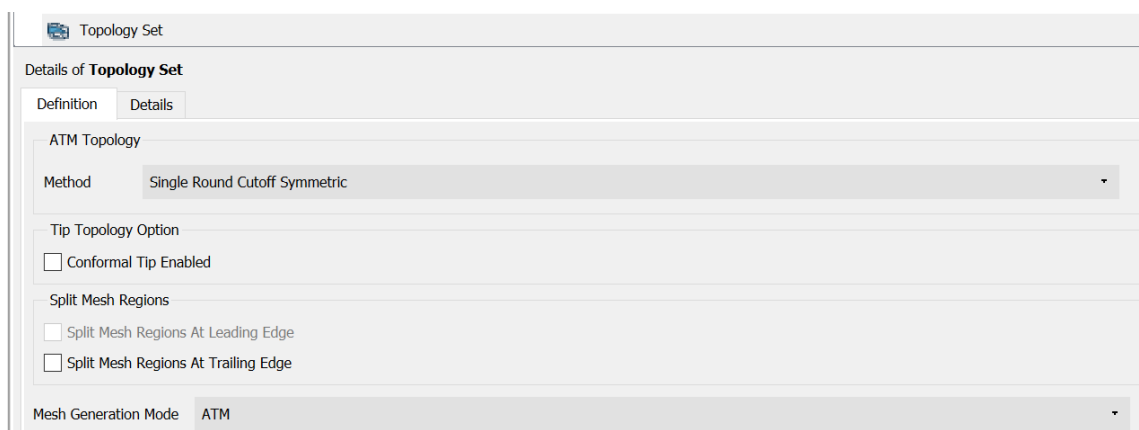 Topology Set
Details of Topology Set
Definition Details
ATM Topology
Method Single Round Cutoff Symmetric
Tip Topology Option
Conformal Tip Enabled
Split Mesh Regions
Split Mesh Regions At Leading Edge
Split Mesh Regions At Trailing Edge
Mesh Generation Mode ATM